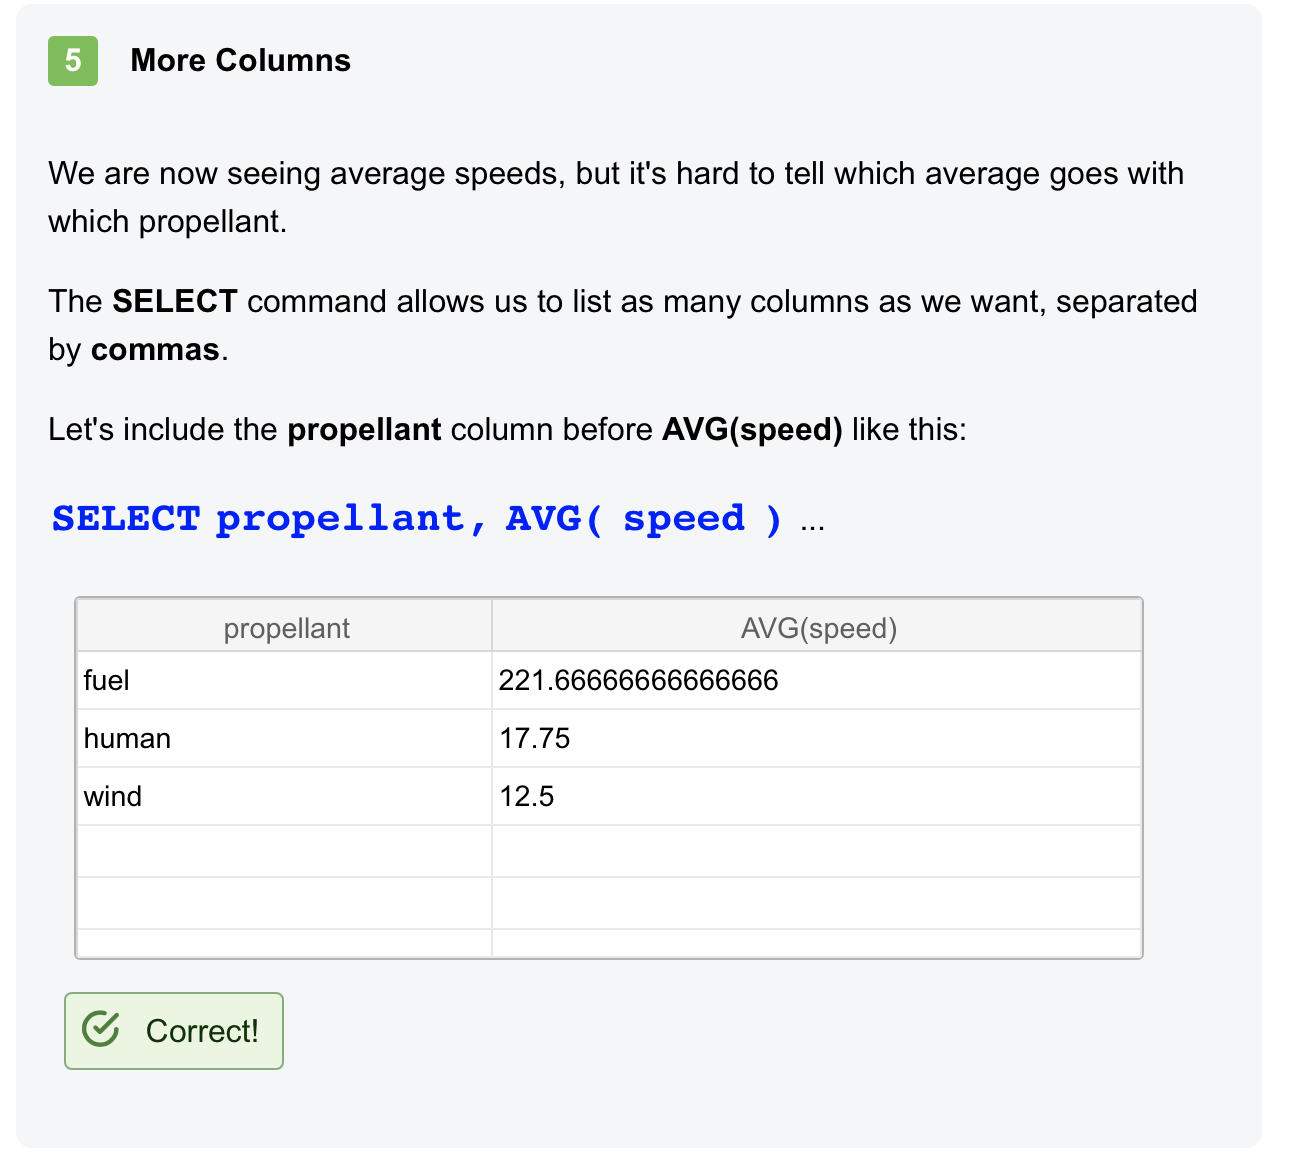 5 More Columns
We are now seeing average speeds, but it's hard to tell which average goes with
which propellant.
The SELECT command allows us to list as many columns as we want, separated
by commas.
Let's include the propellant column before AVG(speed) like this:
SELECT propellant, AVG( speed ) ...
propellant AVG(speed)
fuel 221.66666666666666
human 17.75
wind 12.5
Correct!